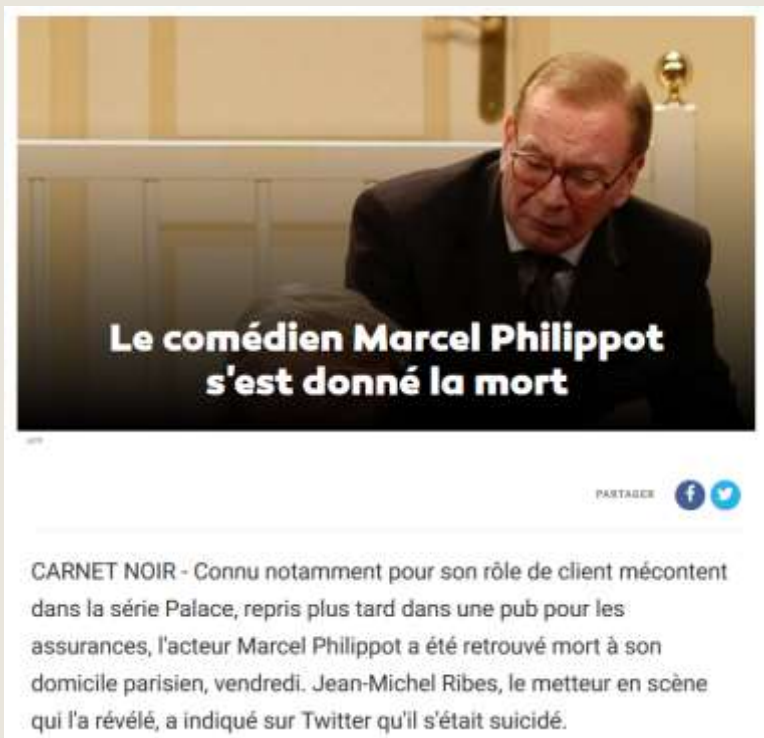 Le comédien Marcel Philippot
s'est donné la mort
PARTAGER
CARNET NOIR - Connu notamment pour son rôle de client mécontent
dans la série Palace, repris plus tard dans une pub pour les
assurances, l'acteur Marcel Philippot a été retrouvé mort à son
domicile parisien, vendredi. Jean-Michel Ribes, le metteur en scène
qui l'a révélé, a indiqué sur Twitter qu'il s'était suicidé.